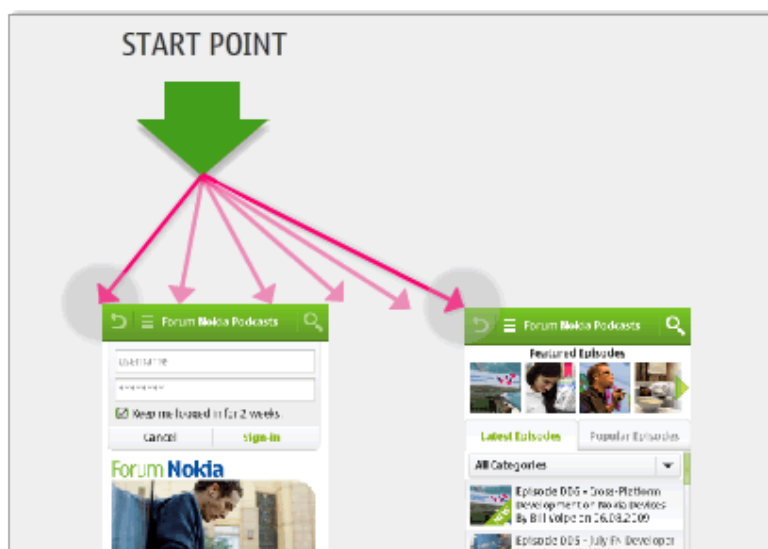 START POINT
Forum Nokia Podcasts
username
********
Keep me logged in for 2 weeks.
Cancel
sign-in
Forum Nokia
Forum Nokia Podcasts
Featured Episodes
Latest Episodes
Popular Episodes
All Categories
Episode 006 - Cross-Platform
Development on Nokia Devices
By Bill Volpe on 06.08.2009
Episode 005 - July FN Developer